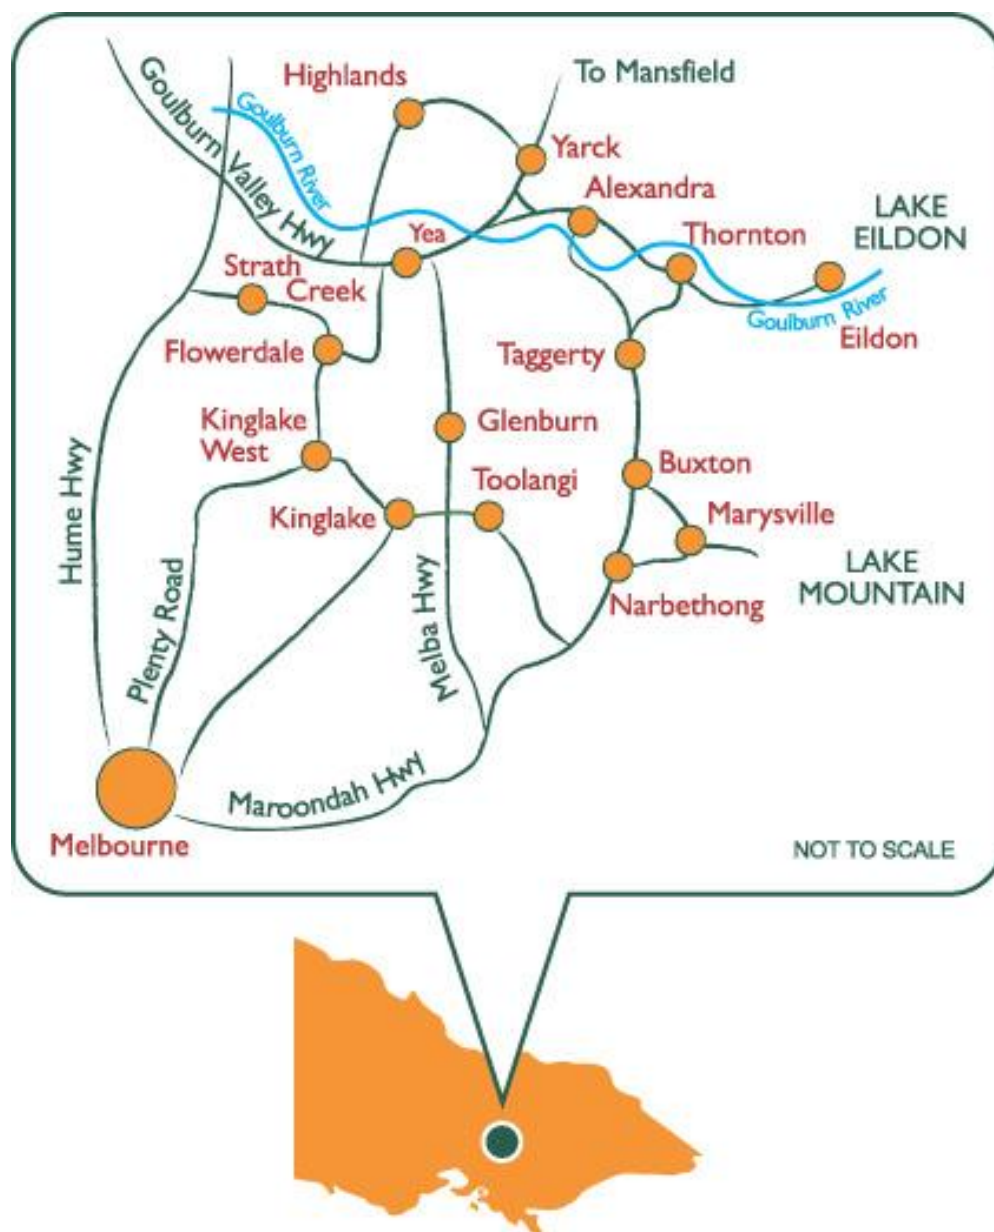 Highlands
To Mansfield
Goulburn Valley Hwy
Goulburn River
Yarck
Alexandra
LAKE
EILDON
Yea
Thornton
Strath
Creek
Goulburn River
Eildon
Flowerdale
Taggerty
Kinglake
West
Glenburn
Hume Hwy
Buxton
Toolangi
Kinglake
Marysville
LAKE
MOUNTAIN
Narbethong
Plenty Road
Melba Hwy
Maroondah Hwy
Melbourne
NOT TO SCALE